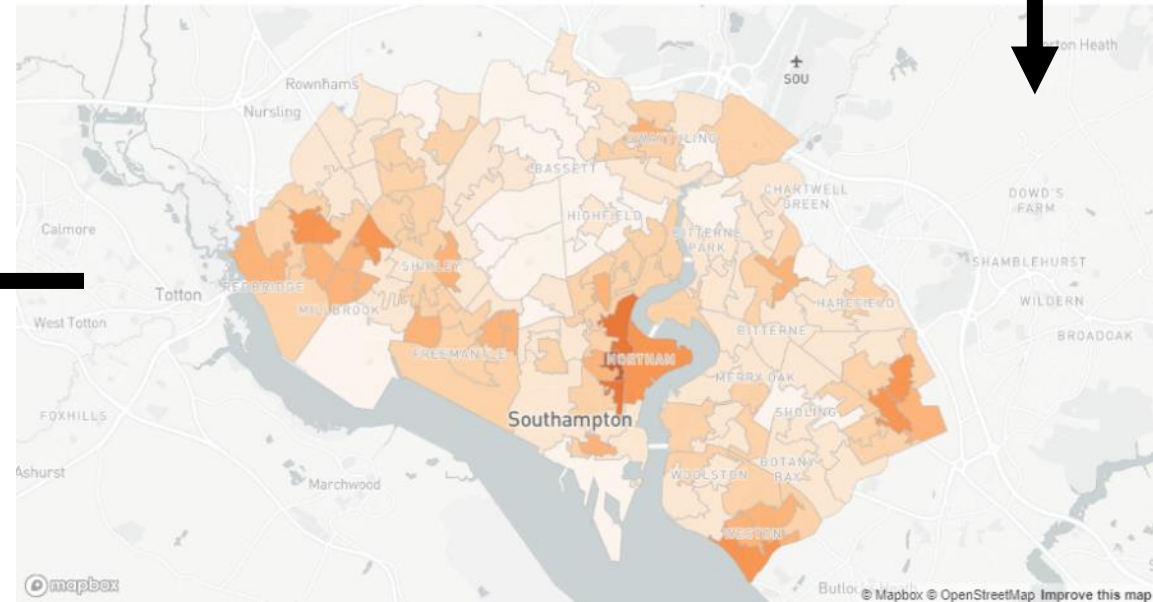 Rownhams
Nursling
SOU
SWAYTHLING
BASSETT
CHARTWELL
GREEN
DOWD'S
FARM
HIGHFIELD
Calmore
BITTERNE
PARK
SHAMBLEHURST
SHIRLEY
REDBRIDGE
Totton
MILLBROOK
HAREFIELD
WILDERN
West Totton
BITTERNE
BROADOAK
FREEMANTLE
NORTHAM
MERRY OAK
FOXHILLS
Southampton
SHOLING
Ashurst
Marchwood
WOOLSTON
BOTANY
BAY
WESTON
mapbox
© Mapbox © OpenStreetMap Improve this map